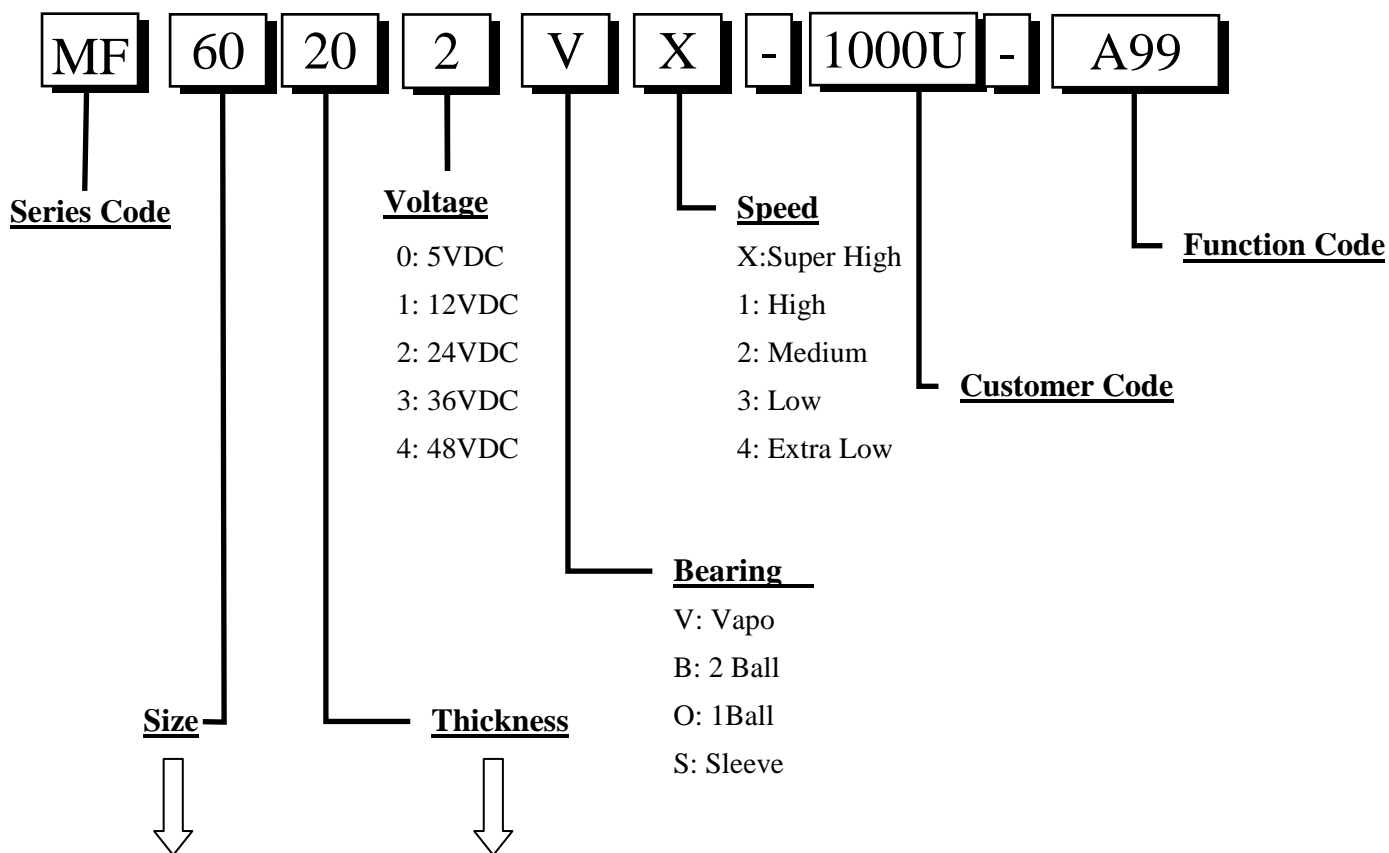 MF 60 20 2 V X - 1000U - A99
Series Code
Voltage
0: 5VDC
1: 12VDC
2: 24VDC
3: 36VDC
4: 48VDC
Speed
X:Super High
1: High
2: Medium
3: Low
4: Extra Low
Function Code
Customer Code
Bearing
V: Vapo
B: 2 Ball
O: 1Ball
S: Sleeve
Size
Thickness